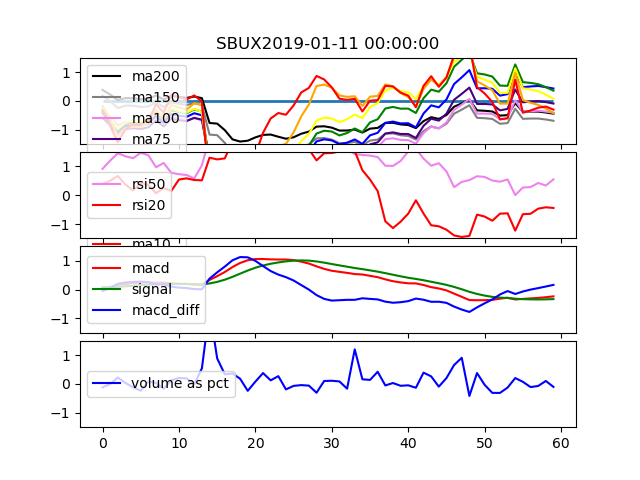 SBUX2019-01-11 00:00:00
1
0
−1
ma200
ma150
ma100
ma75
1
0
−1
rsi50
rsi20
ma10
1
0
−1
macd
signal
macd_diff
1
0
−1
volume as pct
0 10 20 30 40 50 60